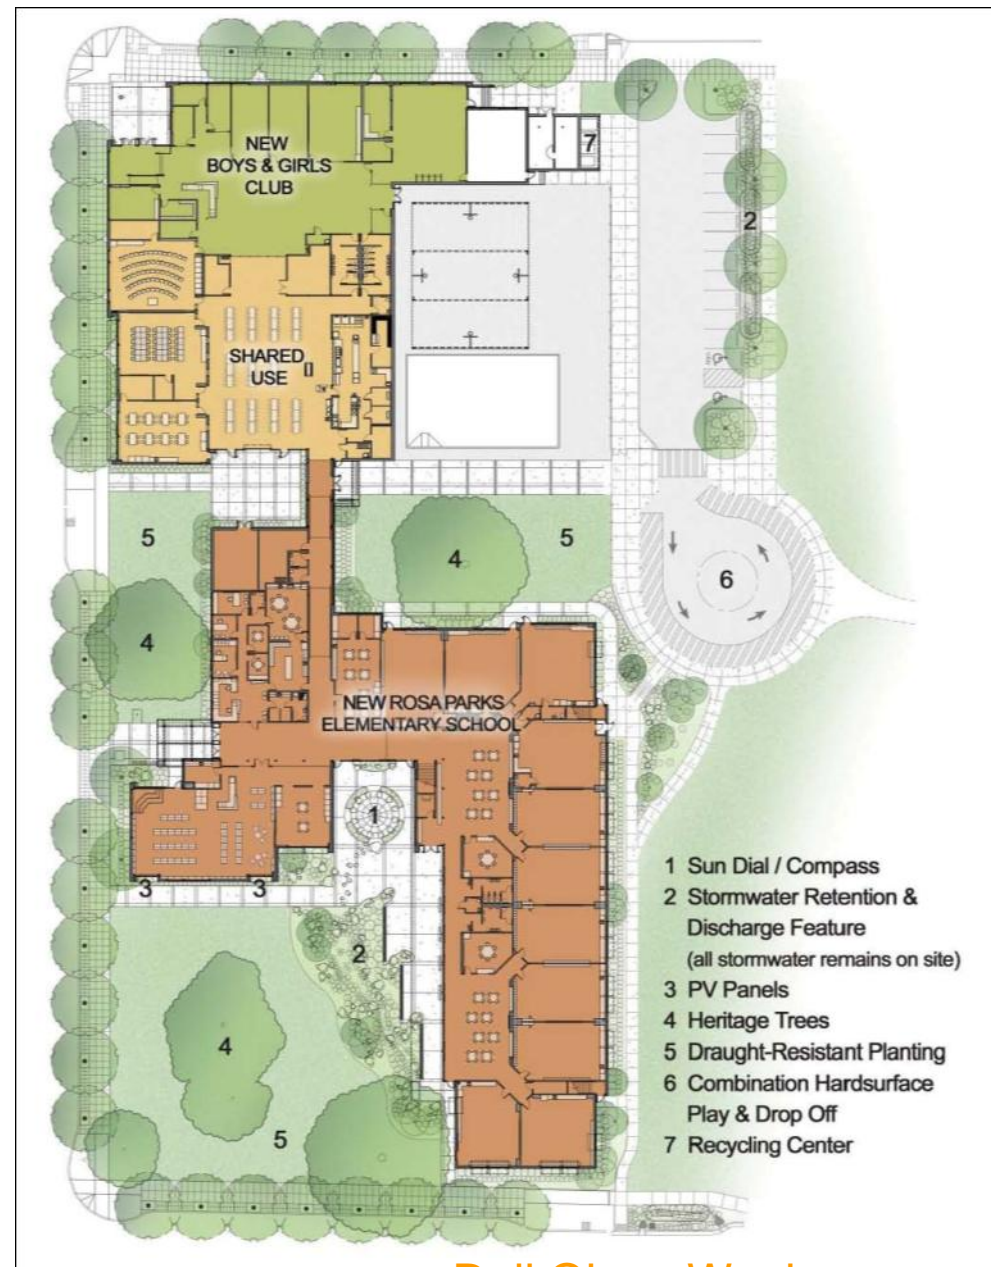 NEW
BOYS & GIRLS
CLUB
7
2
SHARED
USE
5
4
5
6
4
NEW ROSA PARKS
ELEMENTARY SCHOOL
1
3
3
2
4
5
1 Sun Dial / Compass
2 Stormwater Retention &
Discharge Feature
(all stormwater remains on site)
3 PV Panels
4 Heritage Trees
5 Draught-Resistant Planting
6 Combination Hardsurface
Play & Drop Off
7 Recycling Center